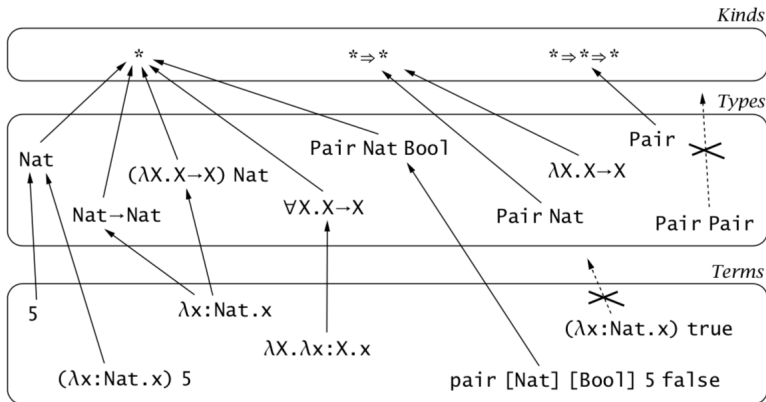 Kinds
* *⇒* *⇒*⇒*
Types
Nat
(λX.X→X) Nat
Pair Nat Bool
Pair
λX.X→X
Nat→Nat
∀X.X→X
Pair Nat
Pair Pair
Terms
5
λx:Nat.x
(λx:Nat.x) true
λX.λx:X.x
(λx:Nat.x) 5
pair [Nat] [Bool] 5 false